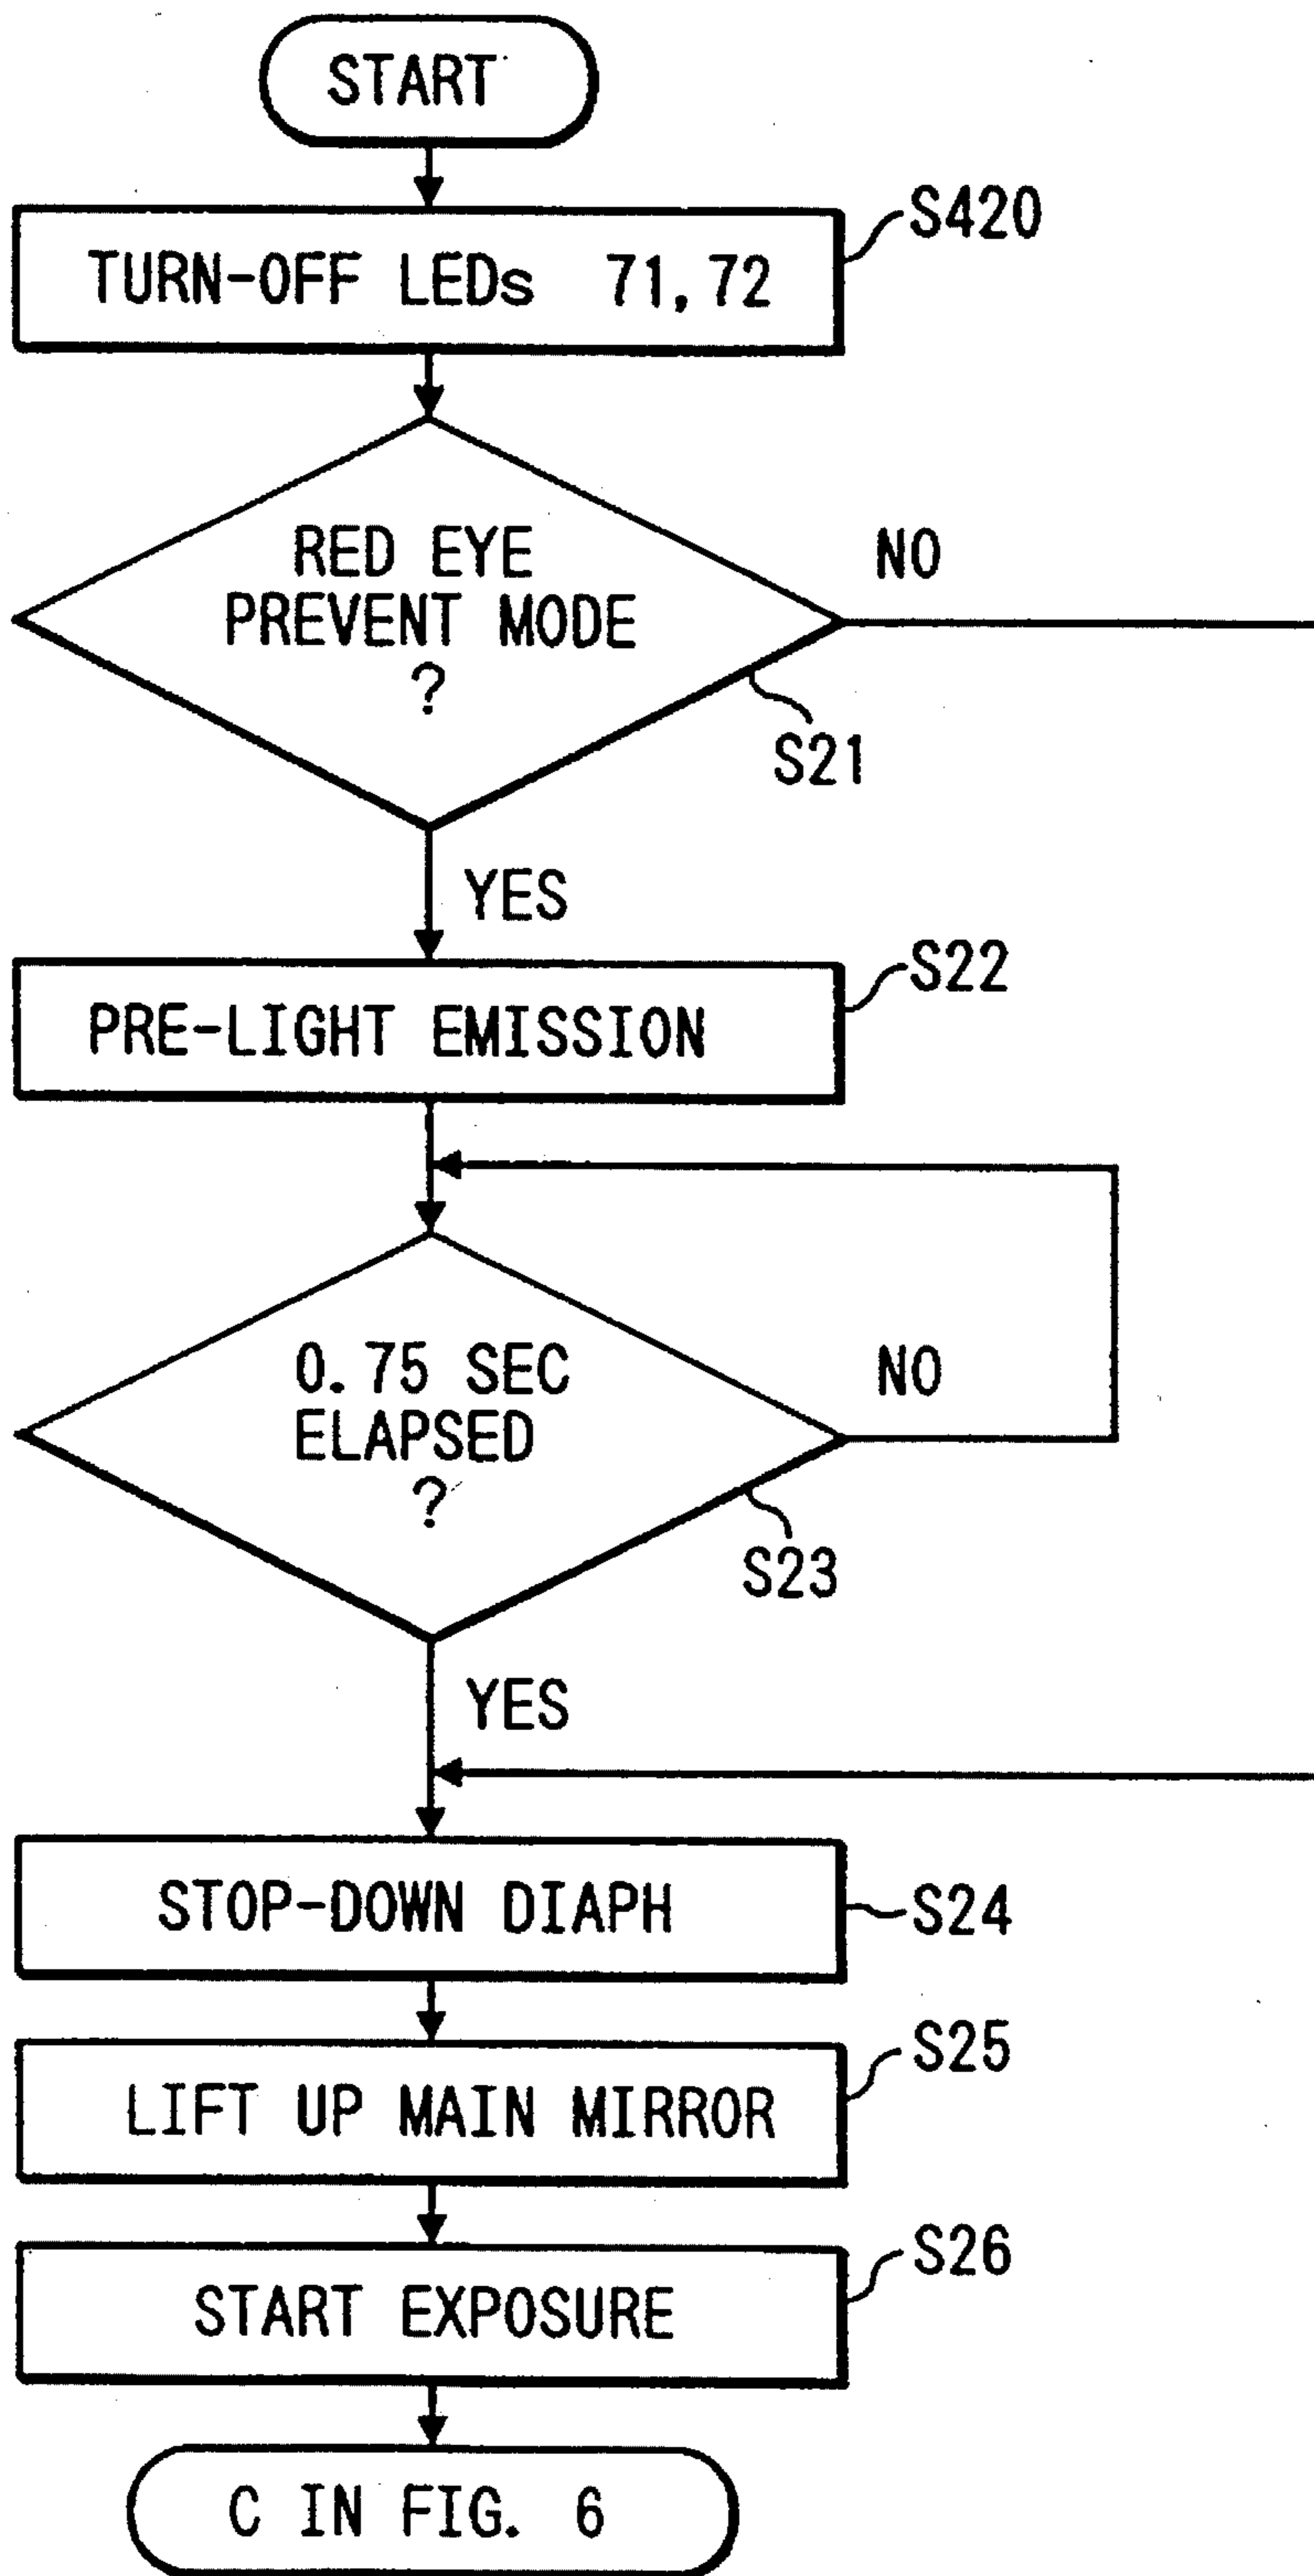 START
S420
TURN-OFF LEDs 71, 72
RED EYE
PREVENT MODE
?
NO
S21
YES
S22
PRE-LIGHT EMISSION
0.75 SEC
ELAPSED
?
NO
S23
YES
STOP-DOWN DIAPH
S24
S25
LIFT UP MAIN MIRROR
S26
START EXPOSURE
C IN FIG. 6